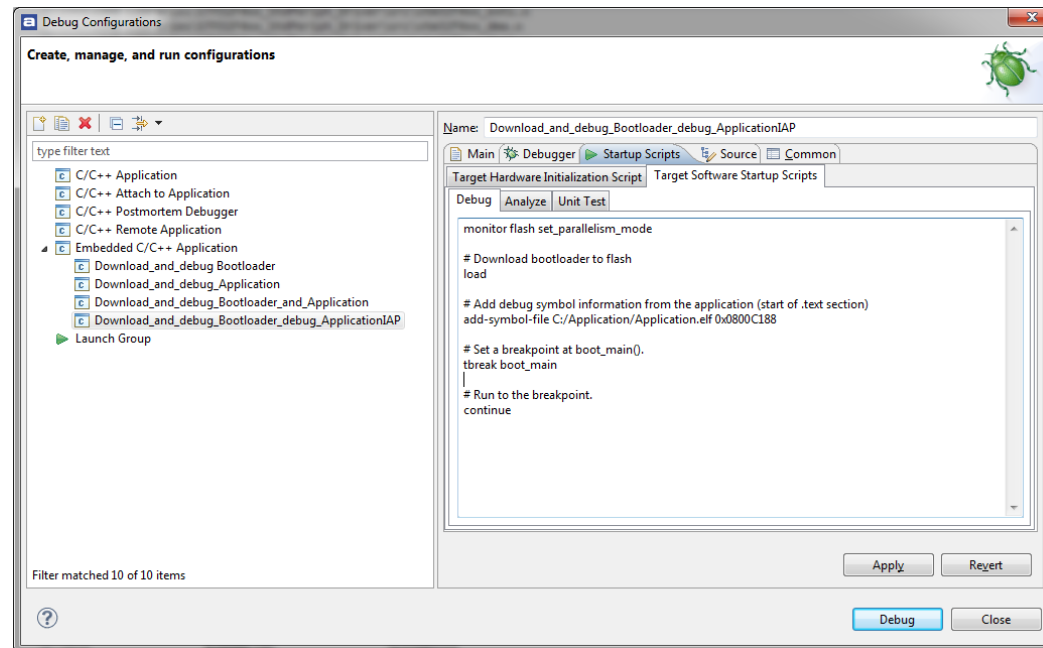 Debug Configurations
Create, manage, and run configurations
type filter text
C/C++ Application
C/C++ Attach to Application
C/C++ Postmortem Debugger
C/C++ Remote Application
Embedded C/C++ Application
Download_and_debug Bootloader
Download_and_debug_Application
Download_and_debug_Bootloader_and_Application
Download_and_debug_Bootloader_debug_ApplicationIAP
Launch Group
Filter matched 10 of 10 items
Name: Download_and_debug_Bootloader_debug_ApplicationIAP
Main Debugger Startup Scripts Source Common
Target Hardware Initialization Script Target Software Startup Scripts
Debug Analyze Unit Test
monitor flash set_parallelism_mode
# Download bootloader to flash
load
# Add debug symbol information from the application (start of .text section)
add-symbol-file C:/Application/Application.elf 0x0800C188
# Set a breakpoint at boot_main().
tbreak boot_main
# Run to the breakpoint.
continue
Apply Revert
Debug Close